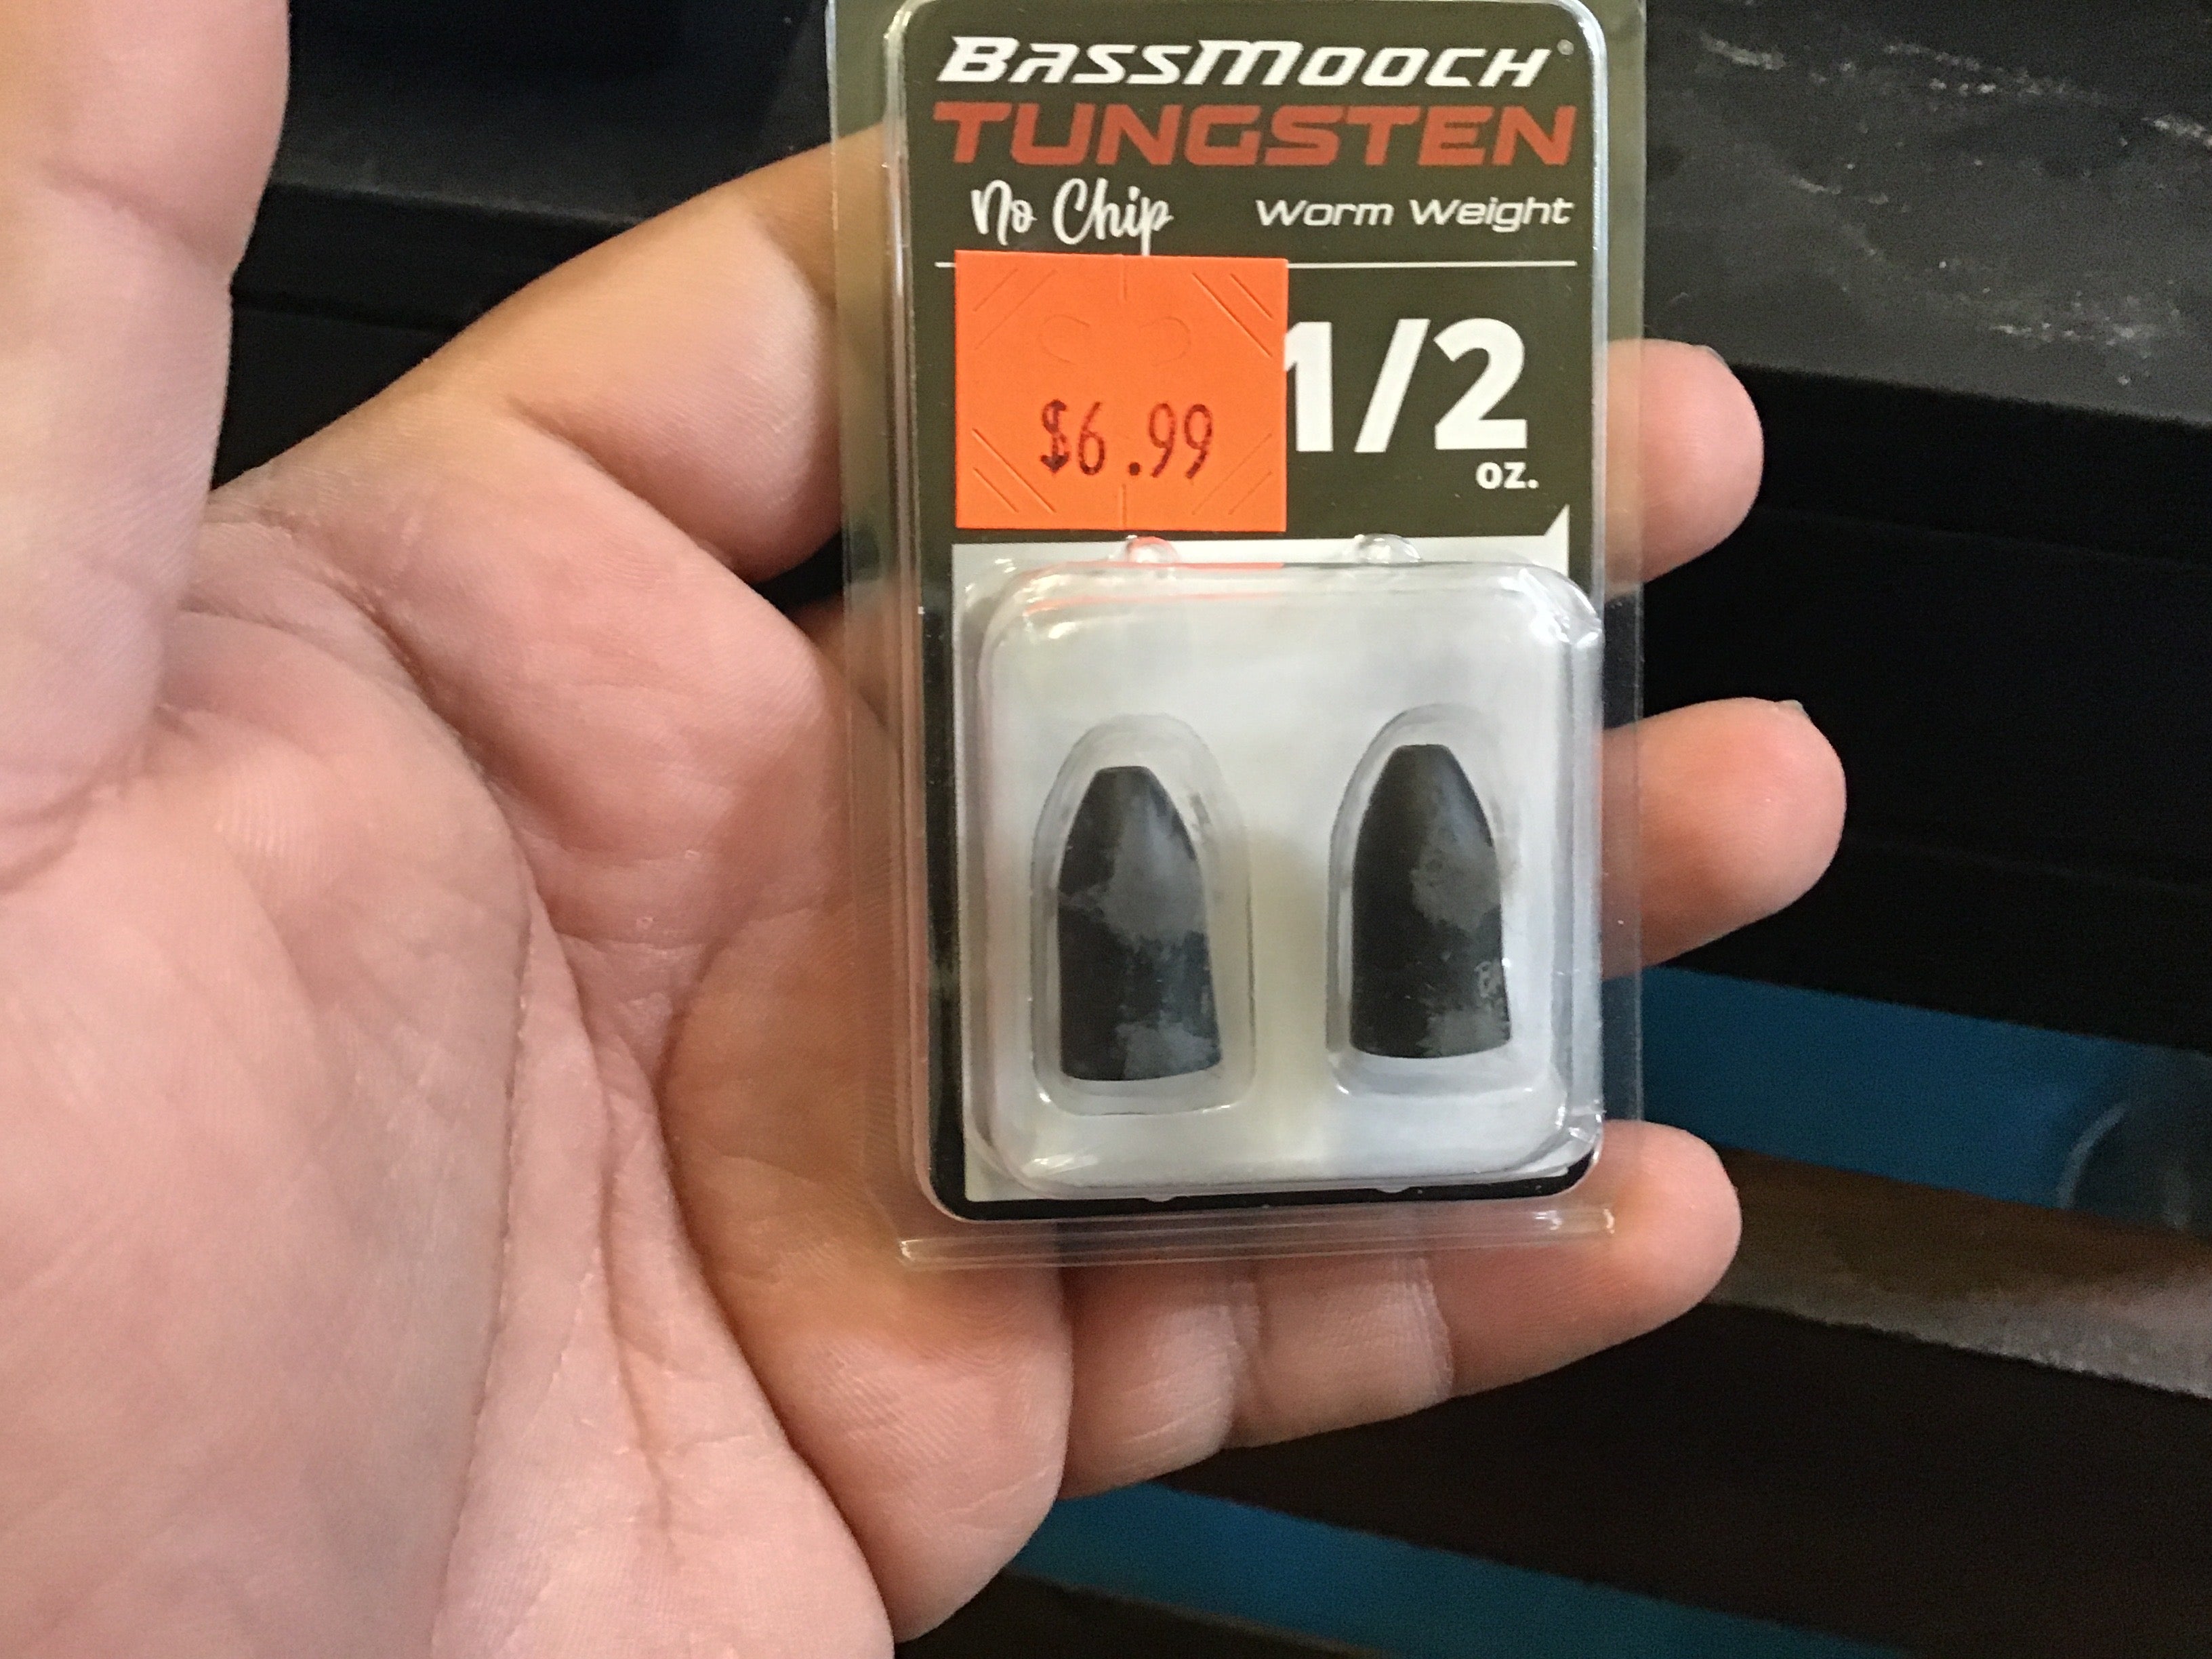 BASSMOOCH®
TUNGSTEN
No Chip Worm Weight
$6.99
1/2
oz.